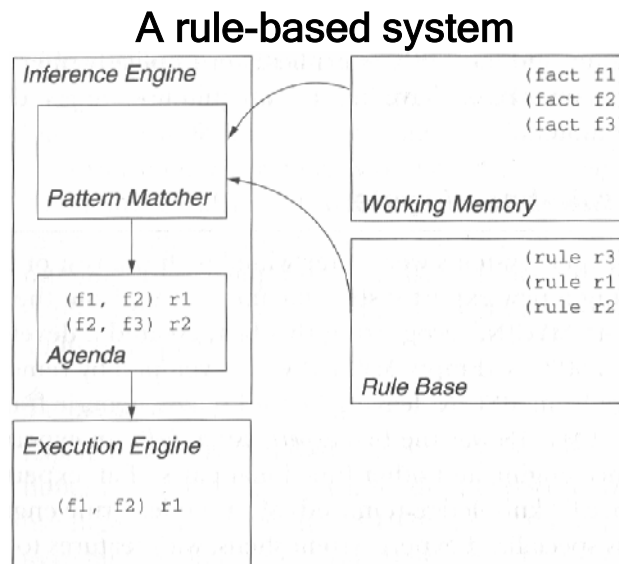 A rule-based system
Inference Engine
Pattern Matcher
(f1, f2) r1
(f2, f3) r2
Agenda
Execution Engine
(f1, f2) r1
(fact f1
(fact f2
(fact f3
Working Memory
(rule r3
(rule r1
(rule r2
Rule Base